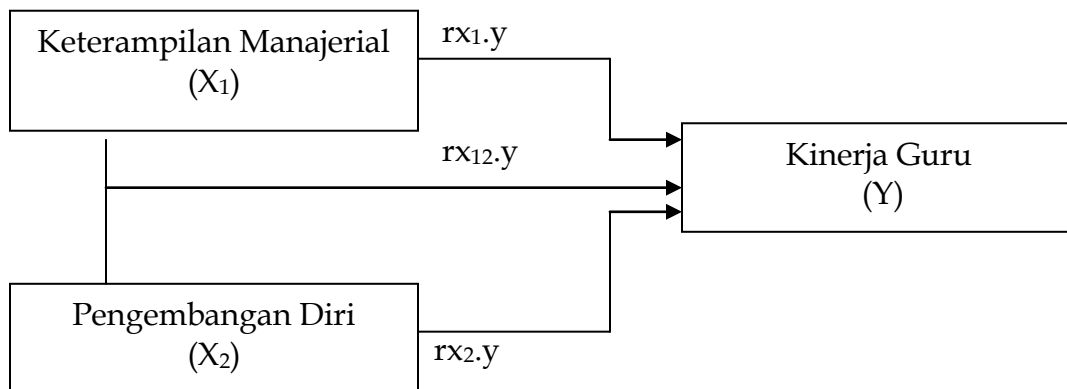 Keterampilan Manajerial
(X₁)
rx₁.y
rx₁₂.y
Kinerja Guru
(Y)
Pengembangan Diri
(X₂)
rx₂.y